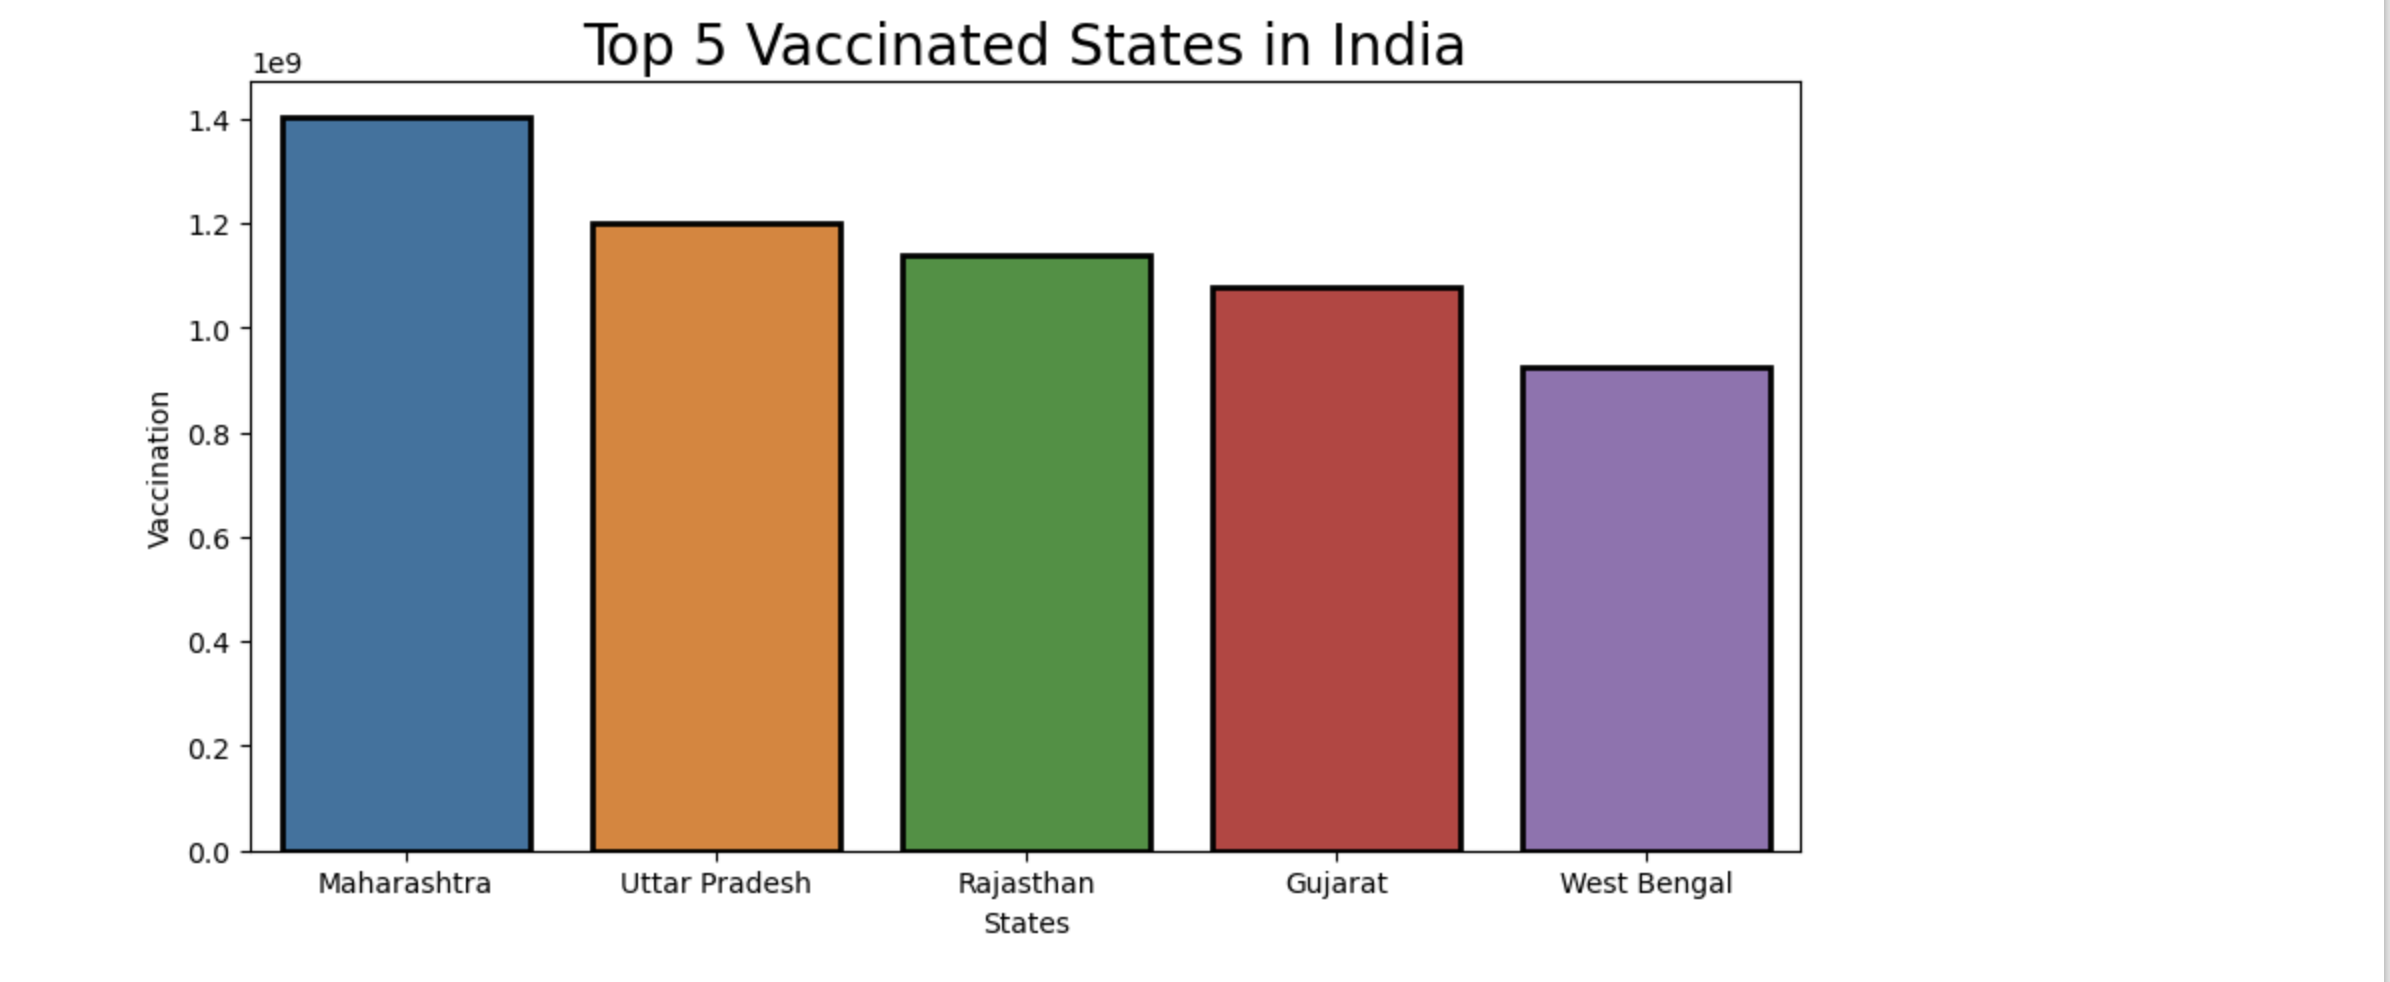 Top 5 Vaccinated States in India
1e9
1.4
1.2
1.0
0.8
0.6
0.4
0.2
0.0
Vaccination
Maharashtra Uttar Pradesh Rajasthan Gujarat West Bengal
States